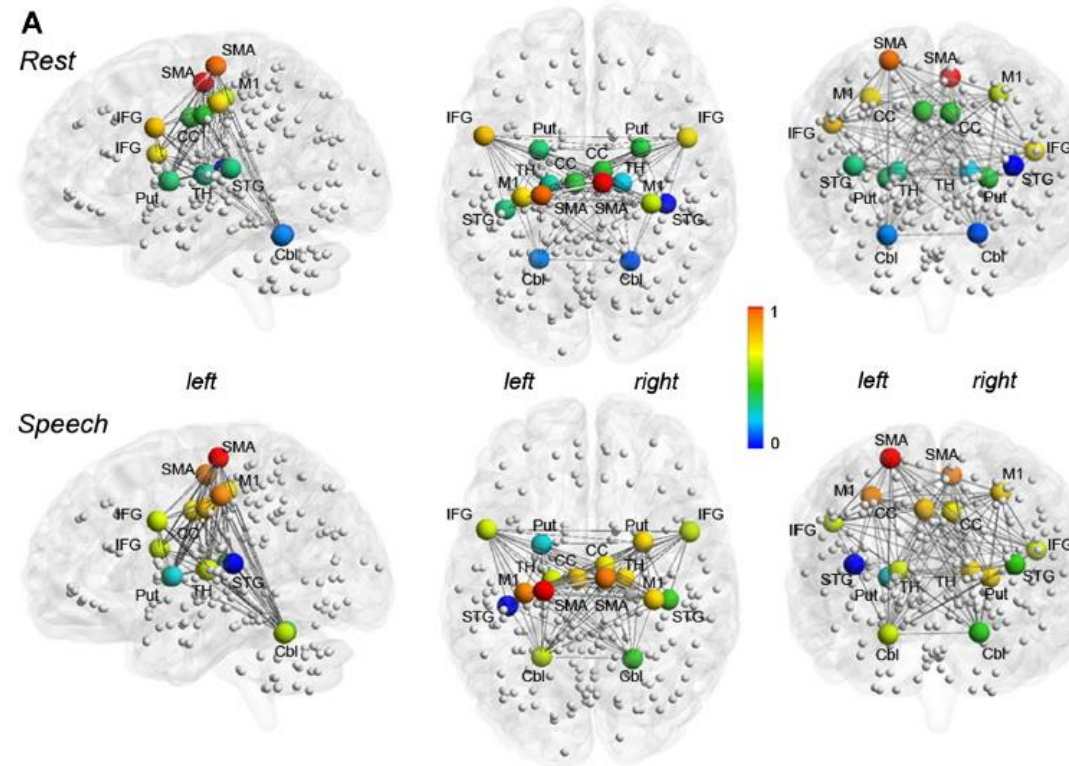 A
Rest
SMA
SMA
M1
IFG
CC
IFG
Put
TH
STG
Cbl
IFG
IFG
Put
Put
CC
TH
CC
TH
M1
M1
SMA
SMA
STG
STG
Cbl
Cbl
SMA
SMA
M1
M1
IFG
CC
CC
IFG
STG
TH
TH
STG
Put
Put
Cbl
Cbl
1
0
left
left
right
left
right
Speech
SMA
SMA
M1
IFG
CC
IFG
Put
TH
STG
Cbl
IFG
IFG
Put
Put
CC
TH
CC
TH
M1
M1
SMA
SMA
STG
STG
Cbl
Cbl
SMA
SMA
M1
M1
IFG
CC
CC
IFG
STG
TH
TH
STG
Put
Put
Cbl
Cbl